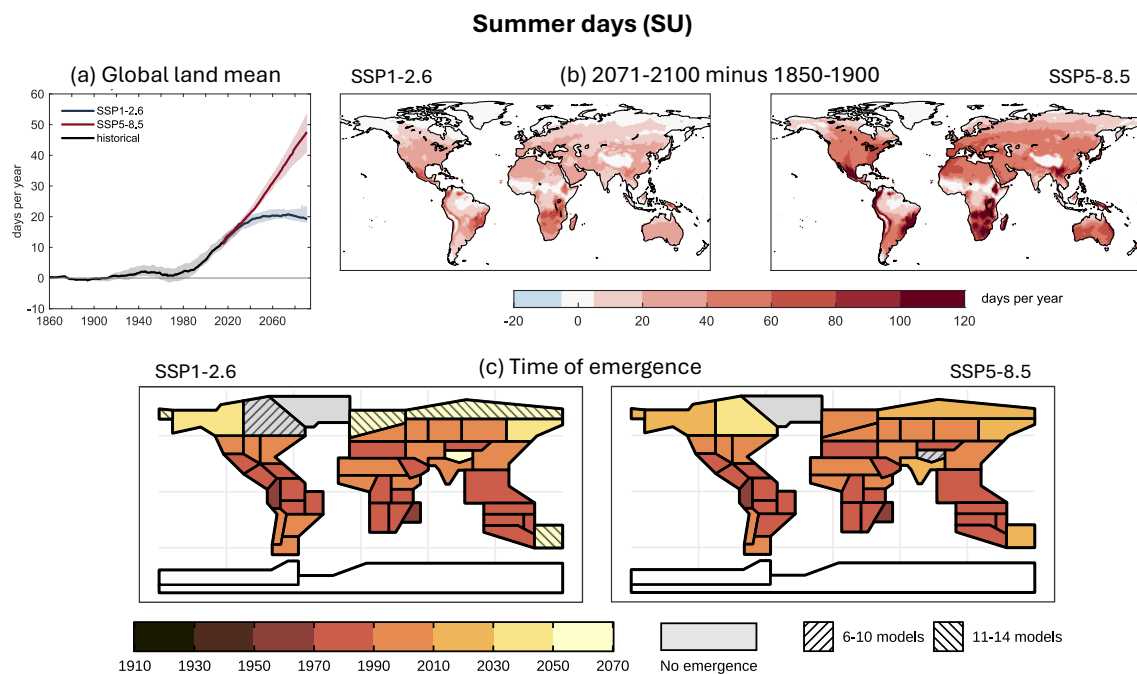 Summer days (SU)
(a) Global land mean
SSP1-2.6
(b) 2071-2100 minus 1850-1900
SSP5-8.5
60
50
40
30
20
10
0
-10
days per year
SSP1-2.6
SSP5-8.5
historical
1860 1900 1940 1980 2020 2060
-20 0 20 40 60 80 100 120
days per year
SSP1-2.6
(c) Time of emergence
SSP5-8.5
1910 1930 1950 1970 1990 2010 2030 2050 2070
No emergence
6-10 models
11-14 models